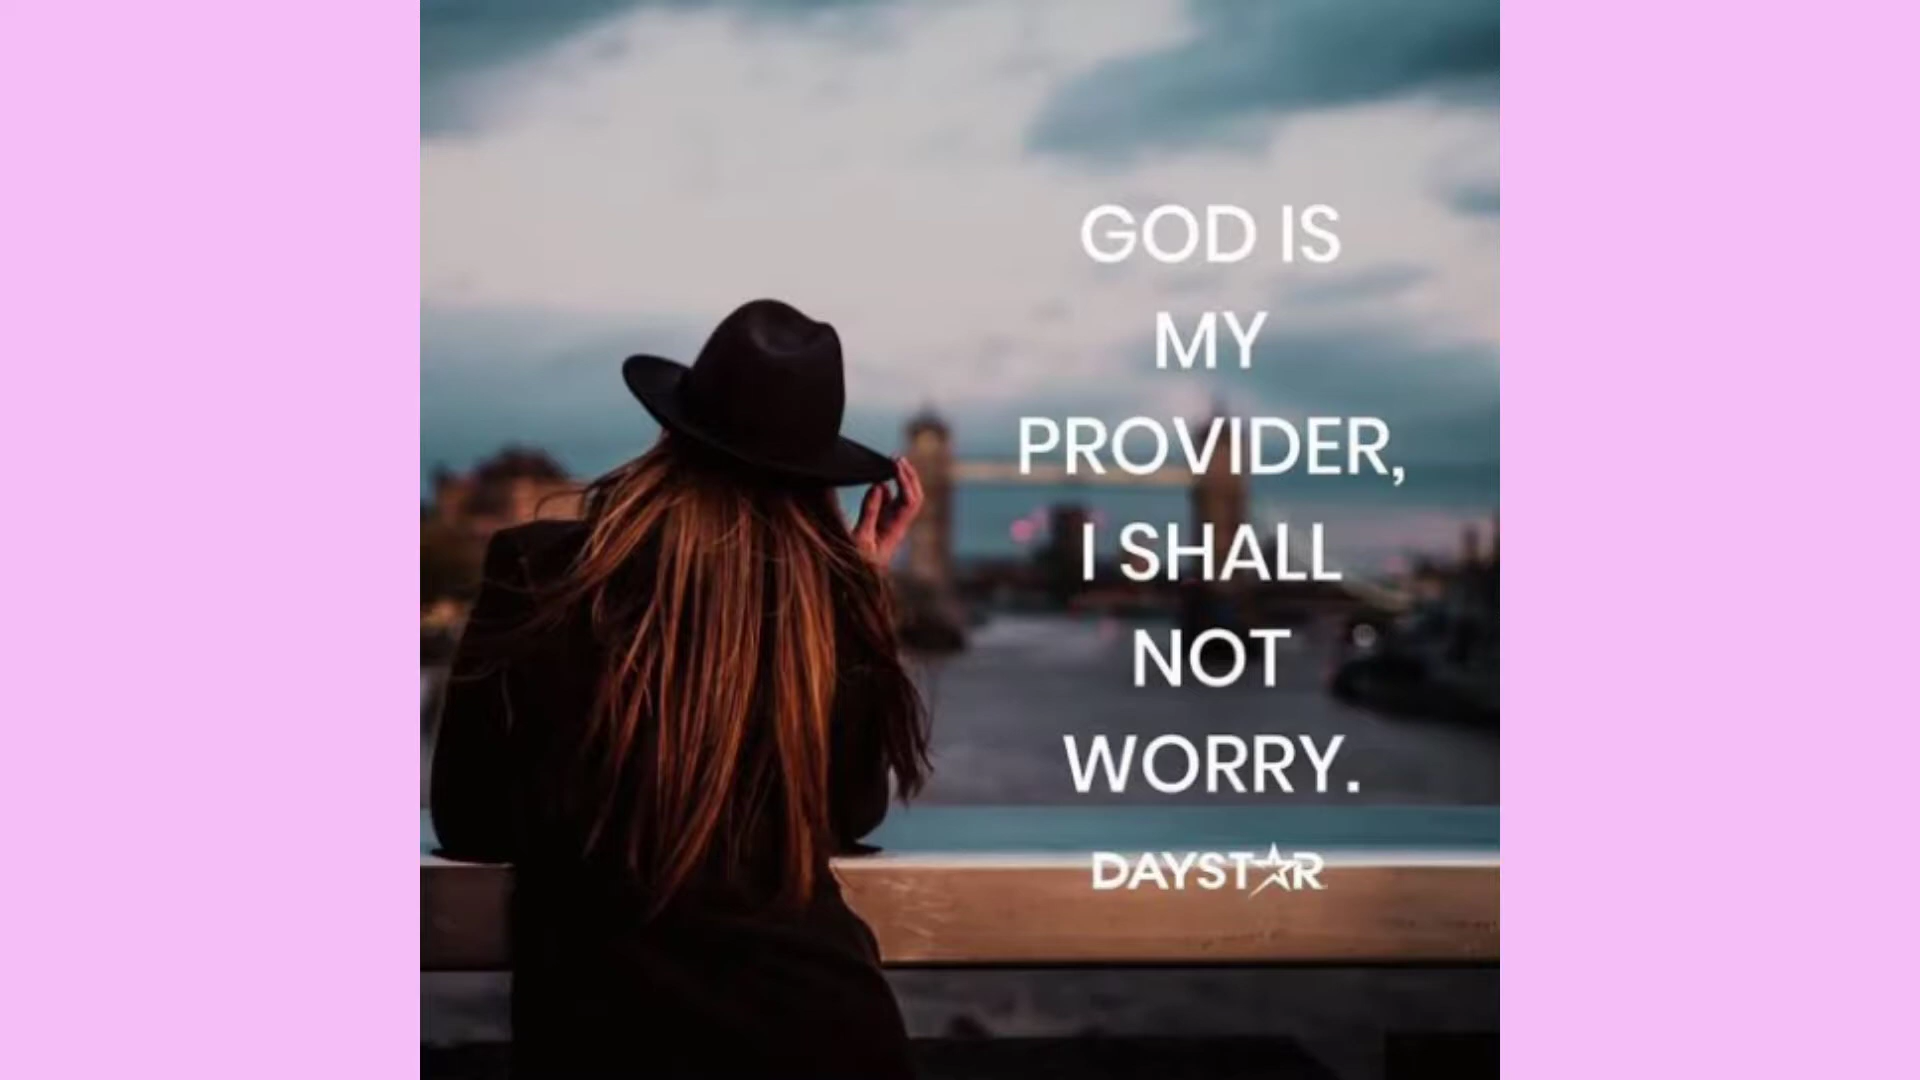 GOD IS
MY
PROVIDER,
I SHALL
NOT
WORRY.
DAYSTAR